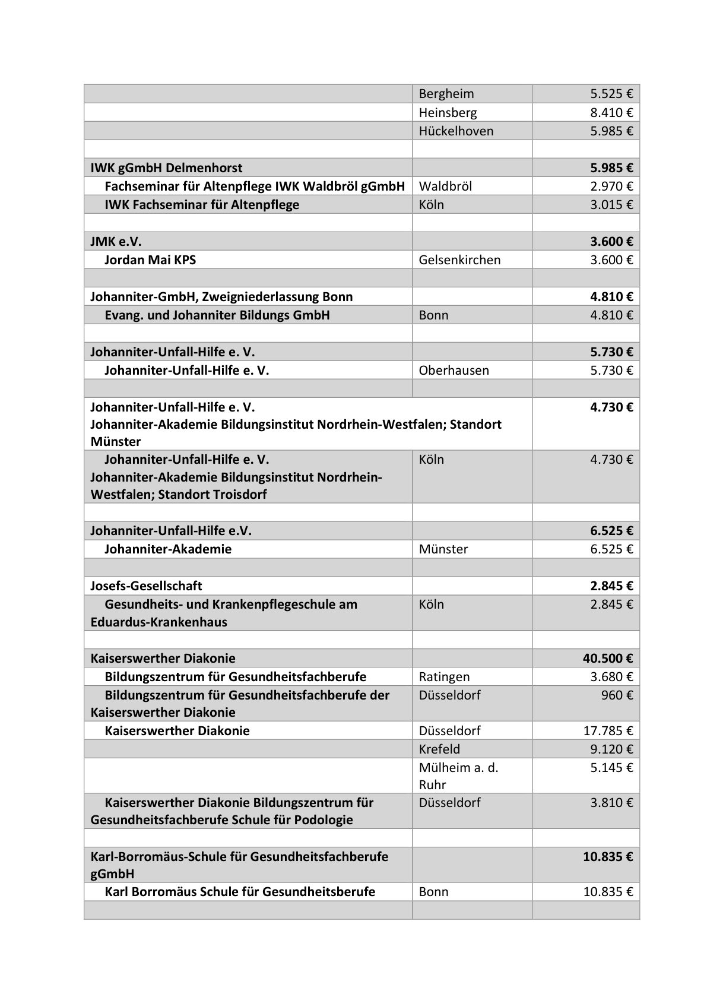 Bergheim 5.525 €
Heinsberg 8.410 €
Hückelhoven 5.985 €
IWK gGmbH Delmenhorst 5.985 €
Fachseminar für Altenpflege IWK Waldbröl gGmbH Waldbröl 2.970 €
IWK Fachseminar für Altenpflege Köln 3.015 €
JMK e.V. 3.600 €
Jordan Mai KPS Gelsenkirchen 3.600 €
Johanniter-GmbH, Zweigniederlassung Bonn 4.810 €
Evang. und Johanniter Bildungs GmbH Bonn 4.810 €
Johanniter-Unfall-Hilfe e. V. 5.730 €
Johanniter-Unfall-Hilfe e. V. Oberhausen 5.730 €
Johanniter-Unfall-Hilfe e. V. 4.730 €
Johanniter-Akademie Bildungsinstitut Nordrhein-Westfalen; Standort
Münster
Johanniter-Unfall-Hilfe e. V. Köln 4.730 €
Johanniter-Akademie Bildungsinstitut Nordrhein-
Westfalen; Standort Troisdorf
Johanniter-Unfall-Hilfe e.V. 6.525 €
Johanniter-Akademie Münster 6.525 €
Josefs-Gesellschaft 2.845 €
Gesundheits- und Krankenpflegeschule am Köln 2.845 €
Eduardus-Krankenhaus
Kaiserswerther Diakonie 40.500 €
Bildungszentrum für Gesundheitsfachberufe Ratingen 3.680 €
Bildungszentrum für Gesundheitsfachberufe der Düsseldorf 960 €
Kaiserswerther Diakonie
Kaiserswerther Diakonie Düsseldorf 17.785 €
Krefeld 9.120 €
Mülheim a. d. 5.145 €
Ruhr
Kaiserswerther Diakonie Bildungszentrum für Düsseldorf 3.810 €
Gesundheitsfachberufe Schule für Podologie
Karl-Borromäus-Schule für Gesundheitsfachberufe 10.835 €
gGmbH
Karl Borromäus Schule für Gesundheitsberufe Bonn 10.835 €